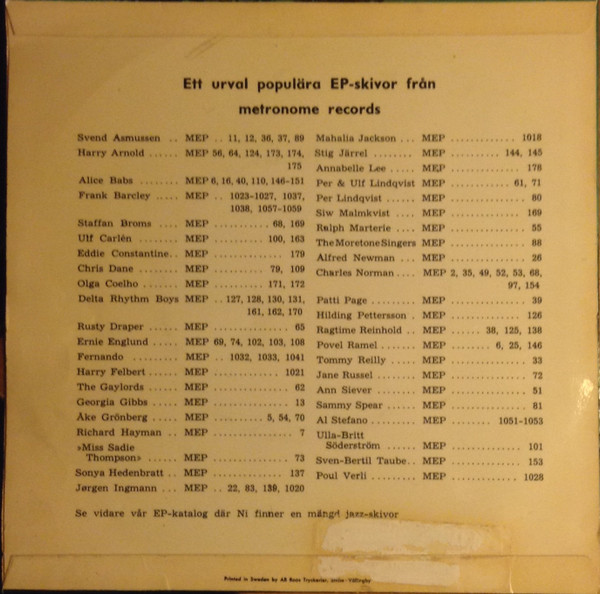 Ett urval populära EP-skivor från
metronome records
Svend Asmussen .. MEP .. 11, 12, 36, 37, 89
Harry Arnold ...... MEP 56, 64, 124, 173, 174,
175
Alice Babs ........ MEP 6, 16, 40, 110, 146-151
Frank Barcley ..... MEP .. 1023-1027, 1037,
1038, 1057-1059
Staffan Broms .... MEP .......... 68, 169
Ulf Carlén ........ MEP ......... 100, 163
Eddie Constantine.. MEP ............ 179
Chris Dane ........ MEP ......... 79, 109
Olga Coelho ....... MEP ......... 171, 172
Delta Rhythm Boys MEP .. 127, 128, 130, 131,
161, 162, 170
Rusty Draper ...... MEP ............. 65
Ernie Englund ..... MEP 69, 74, 102, 103, 108
Fernando ......... MEP .. 1032, 1033, 1041
Harry Felbert ...... MEP ........... 1021
The Gaylords ...... MEP ............. 62
Georgia Gibbs ..... MEP ............. 13
Åke Grönberg ..... MEP ......... 5, 54, 70
Richard Hayman .. MEP .............. 7
»Miss Sadie
Thompson» ...... MEP ............. 73
Sonya Hedenbratt .. MEP ............ 137
Jørgen Ingmann ... MEP .. 22, 83, 139, 1020
Mahalia Jackson ... MEP ............. 1018
Stig Järrel ........ MEP ......... 144, 145
Annabelle Lee ..... MEP .............. 178
Per & Ulf Lindqvist MEP ........... 61, 71
Per Lindqvist ...... MEP ............... 80
Siw Malmkvist .... MEP .............. 169
Ralph Marterie .... MEP ............... 55
The Moretone Singers MEP ............... 88
Alfred Newman ... MEP ............... 26
Charles Norman .... MEP 2, 35, 49, 52, 53, 68,
97, 154
Patti Page ......... MEP ............... 39
Hilding Pettersson . MEP .............. 126
Ragtime Reinhold .. MEP ...... 38, 125, 138
Povel Ramel ....... MEP ........ 6, 25, 146
Tommy Reilly ..... MEP ............... 33
Jane Russel ........ MEP ............... 72
Ann Siever ........ MEP ............... 51
Sammy Spear ..... MEP ............... 81
Al Stefano ......... MEP ........ 1051-1053
Ulla-Britt
Söderström ...... MEP .............. 101
Sven-Bertil Taube.. MEP .............. 153
Poul Verli ......... MEP ............. 1028
Se vidare vår EP-katalog där Ni finner en mängd jazz-skivor
Printed in Sweden by AB Roos Tryckerier,